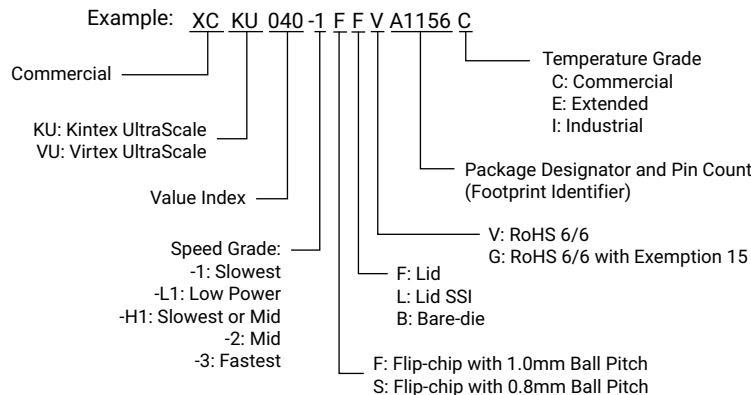 Example: XC KU 040 -1 F F V A1156 C
Commercial
Temperature Grade
C: Commercial
E: Extended
I: Industrial
KU: Kintex UltraScale
VU: Virtex UltraScale
Package Designator and Pin Count
(Footprint Identifier)
Value Index
V: RoHS 6/6
G: RoHS 6/6 with Exemption 15
Speed Grade:
-1: Slowest
-L1: Low Power
-H1: Slowest or Mid
-2: Mid
-3: Fastest
F: Lid
L: Lid SSI
B: Bare-die
F: Flip-chip with 1.0mm Ball Pitch
S: Flip-chip with 0.8mm Ball Pitch